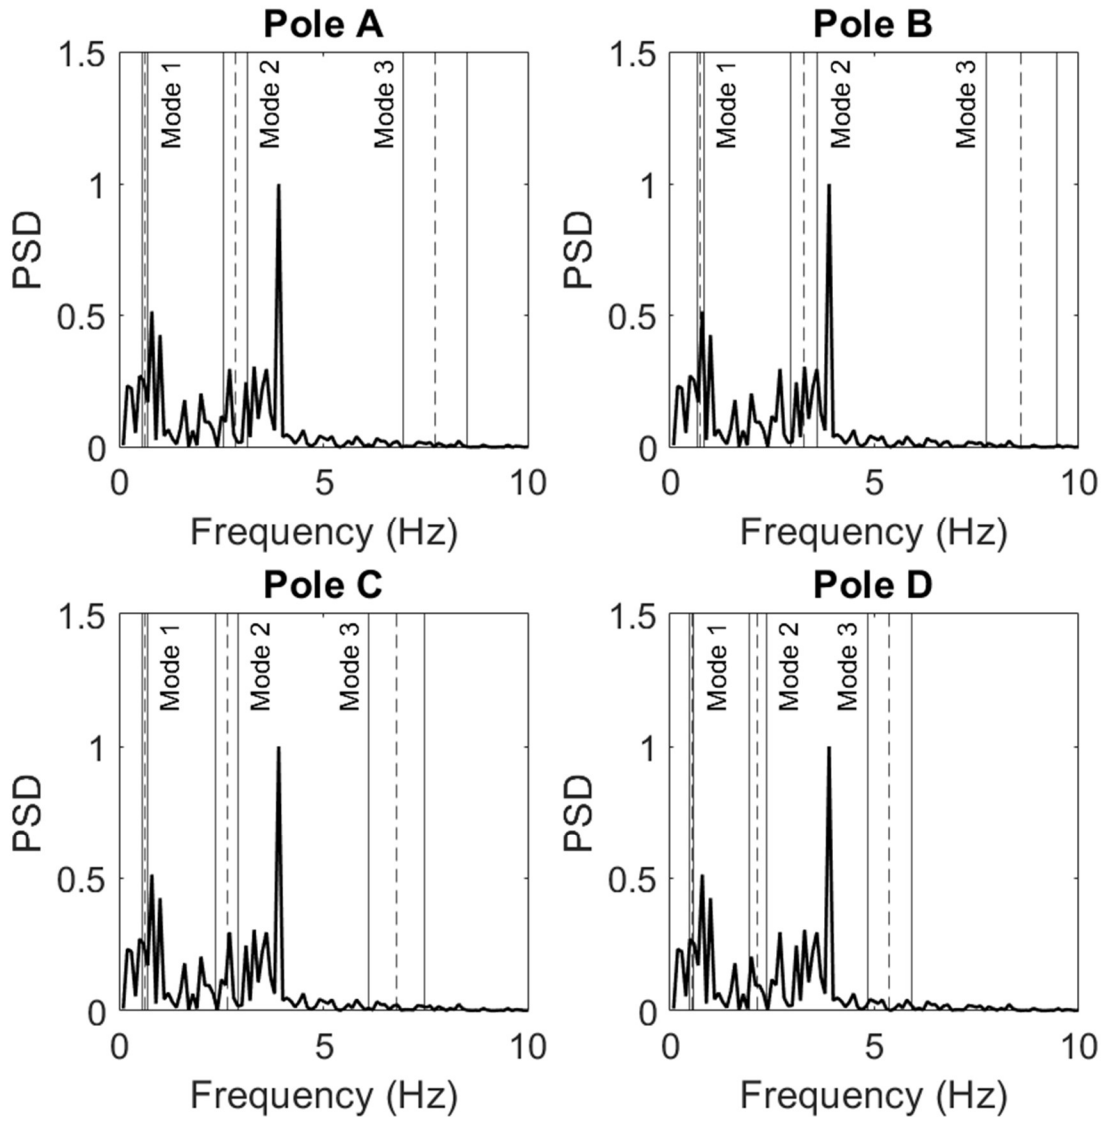 Pole A
1.5
1
0.5
0
PSD
Mode 1
Mode 2
Mode 3
0 5 10
Frequency (Hz)
Pole B
1.5
1
0.5
0
PSD
Mode 1
Mode 2
Mode 3
0 5 10
Frequency (Hz)
Pole C
1.5
1
0.5
0
PSD
Mode 1
Mode 2
Mode 3
0 5 10
Frequency (Hz)
Pole D
1.5
1
0.5
0
PSD
Mode 1
Mode 2
Mode 3
0 5 10
Frequency (Hz)